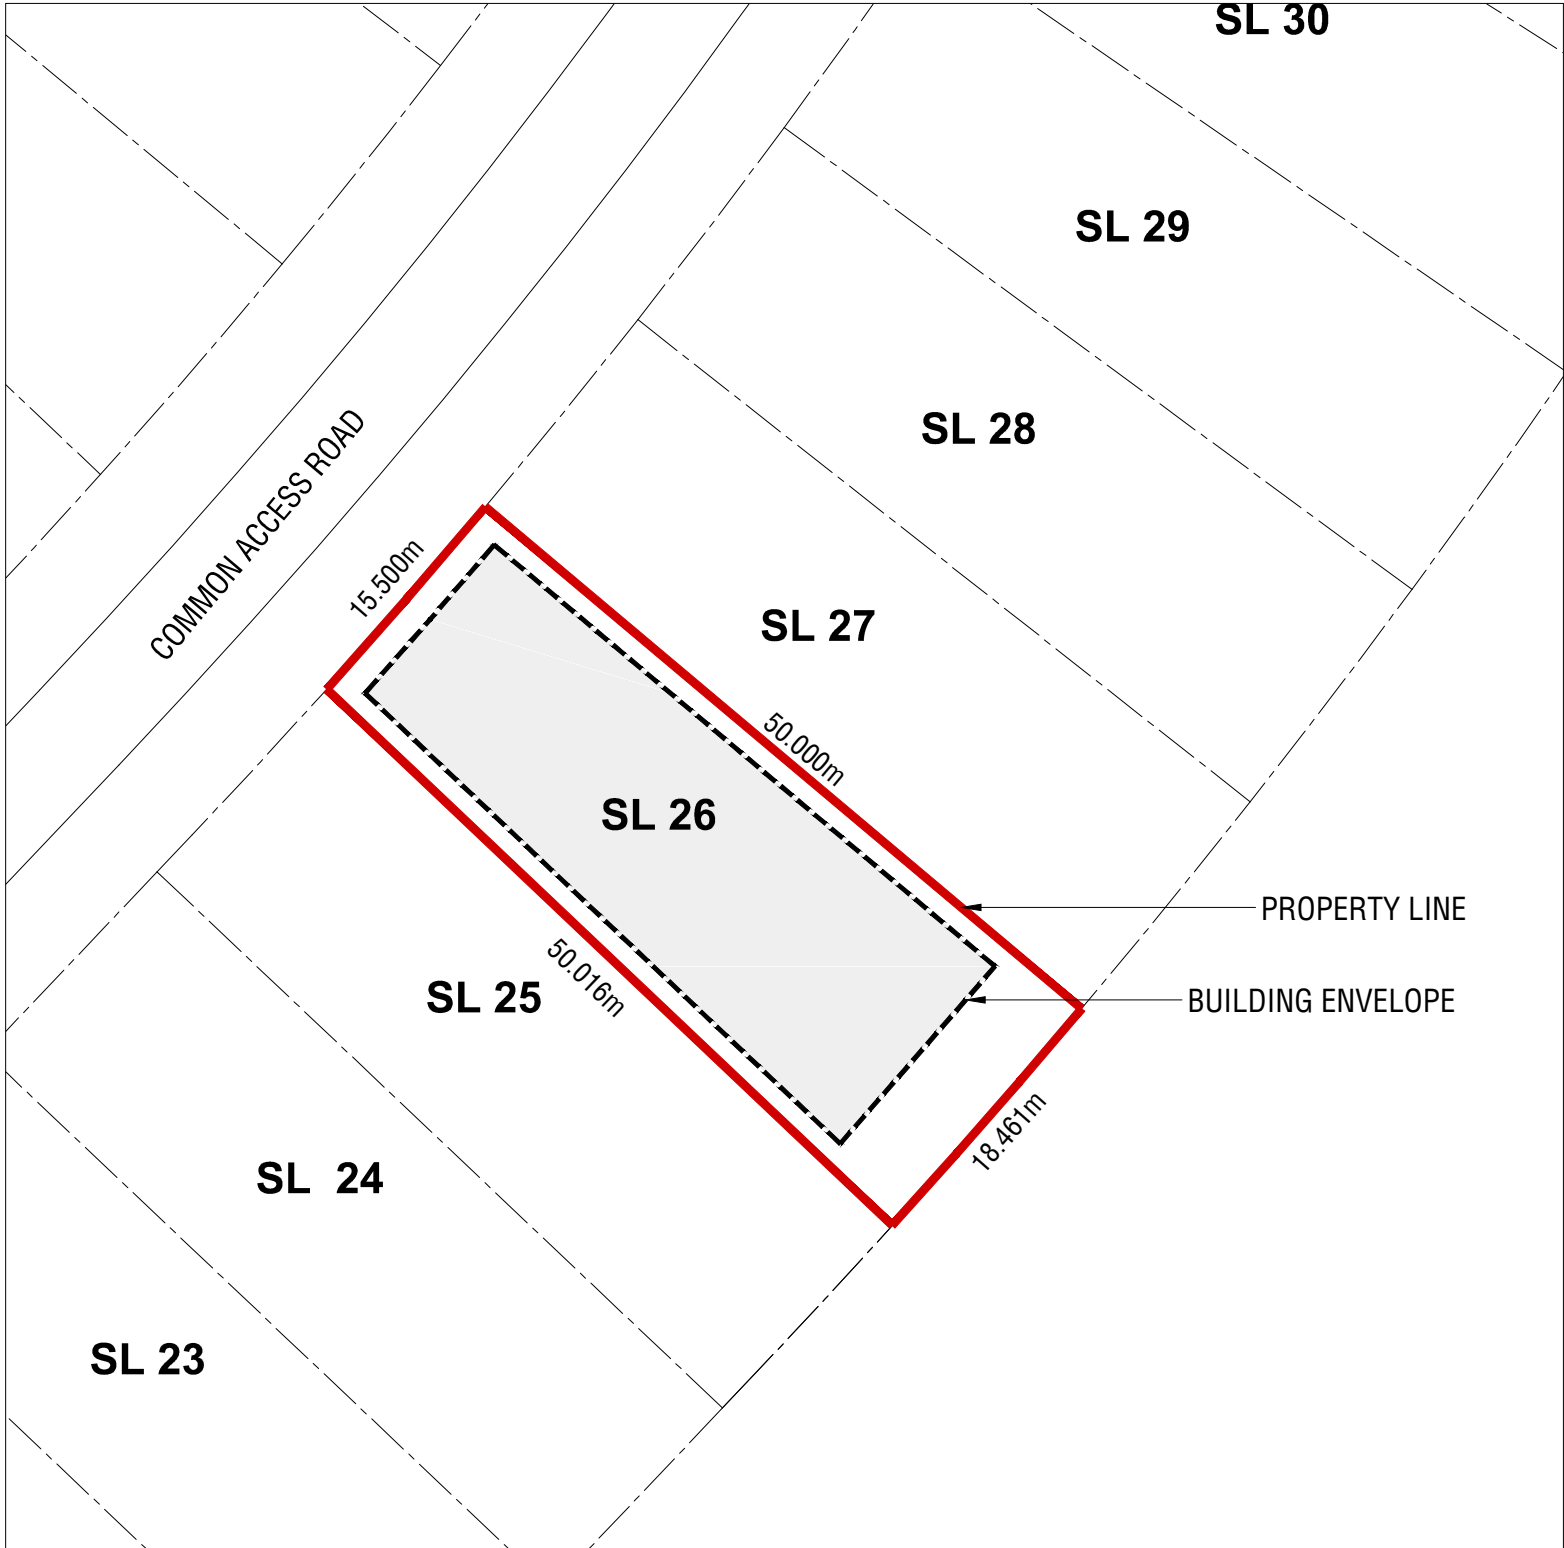 SL 30
SL 29
SL 28
COMMON ACCESS ROAD
15.500m
SL 27
50.000m
SL 26
PROPERTY LINE
50.016m
SL 25
BUILDING ENVELOPE
18.461m
SL 24
SL 23